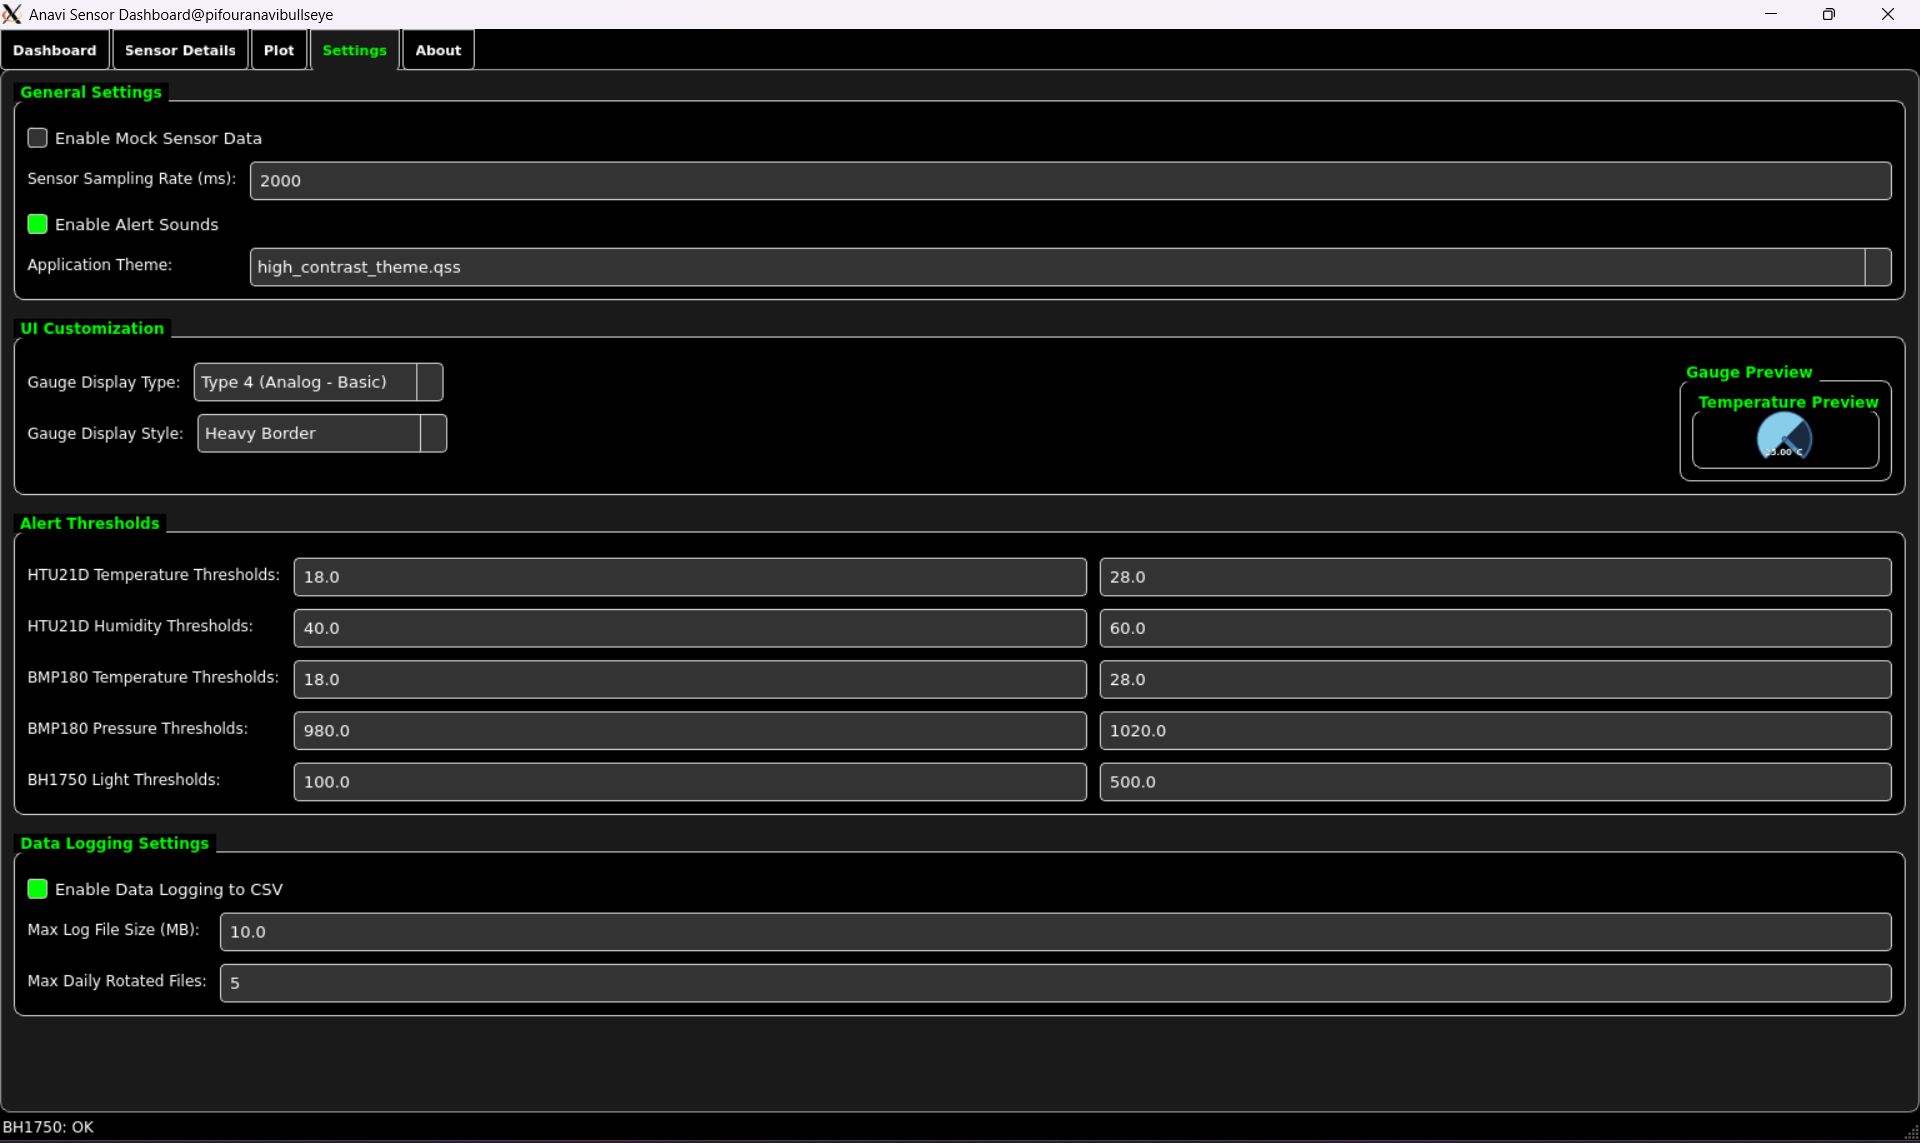 Anavi Sensor Dashboard@pifouranavibullseye
Dashboard
Sensor Details
Plot
Settings
About
General Settings
Enable Mock Sensor Data
Sensor Sampling Rate (ms):
2000
Enable Alert Sounds
Application Theme:
high_contrast_theme.qss
UI Customization
Gauge Display Type:
Type 4 (Analog - Basic)
Gauge Display Style:
Heavy Border
Gauge Preview
Temperature Preview
Alert Thresholds
HTU21D Temperature Thresholds:
18.0
28.0
HTU21D Humidity Thresholds:
40.0
60.0
BMP180 Temperature Thresholds:
18.0
28.0
BMP180 Pressure Thresholds:
980.0
1020.0
BH1750 Light Thresholds:
100.0
500.0
Data Logging Settings
Enable Data Logging to CSV
Max Log File Size (MB):
10.0
Max Daily Rotated Files:
5
BH1750: OK